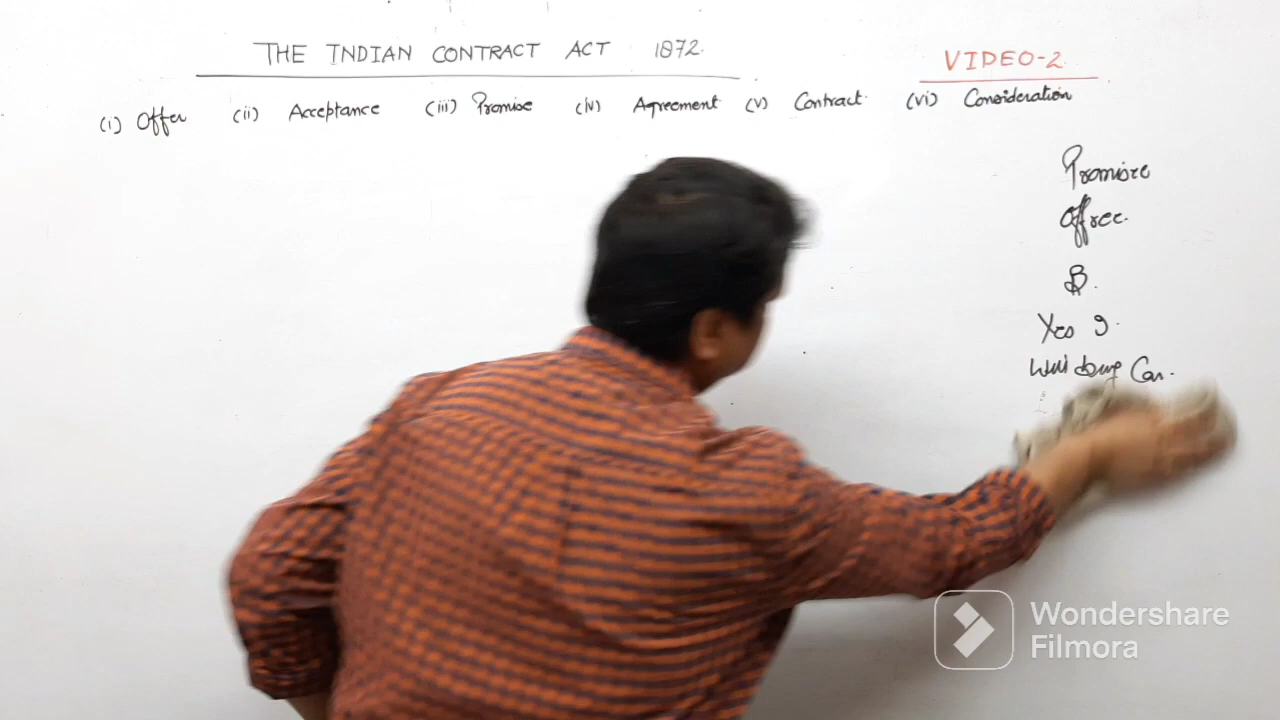 THE INDIAN CONTRACT ACT 1872.
VIDEO-2
(i) Offer (ii) Acceptance (iii) Promise (iv) Agreement (v) Contract (vi) Consideration
Promisee
Offree.
B.
Yes I
Will buy Car.
Wondershare
Filmora